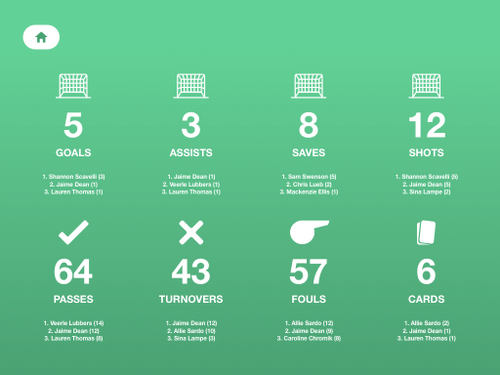 5
GOALS
1. Shannon Scavelli (3)
2. Jaime Dean (1)
3. Lauren Thomas (1)
3
ASSISTS
1. Jaime Dean (1)
2. Veerle Lubbers (1)
3. Lauren Thomas (1)
8
SAVES
1. Sam Swenson (5)
2. Chris Lueb (2)
3. Mackenzie Ellis (1)
12
SHOTS
1. Shannon Scavelli (5)
2. Jaime Dean (5)
3. Sina Lampe (2)
64
PASSES
1. Veerle Lubbers (14)
2. Jaime Dean (12)
3. Lauren Thomas (8)
43
TURNOVERS
1. Jaime Dean (12)
2. Allie Sardo (10)
3. Sina Lampe (3)
57
FOULS
1. Allie Sardo (12)
2. Jaime Dean (9)
3. Caroline Chromik (8)
6
CARDS
1. Allie Sardo (2)
2. Jaime Dean (1)
3. Lauren Thomas (1)